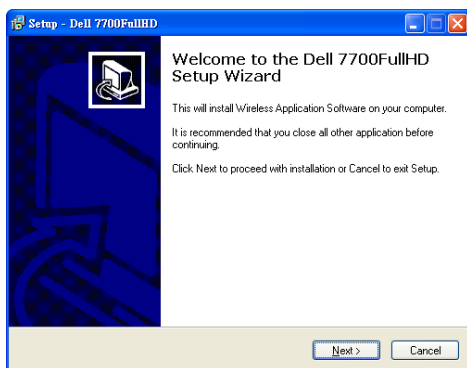 Setup - Dell 7700FullHD
Welcome to the Dell 7700FullHD
Setup Wizard
This will install Wireless Application Software on your computer.
It is recommended that you close all other application before
continuing.
Click Next to proceed with installation or Cancel to exit Setup.
Next >
Cancel